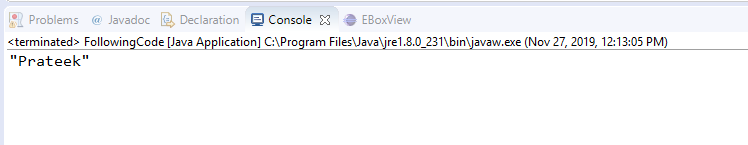 Problems @ Javadoc Declaration Console EBoxView
<terminated> FollowingCode [Java Application] C:\Program Files\Java\jre1.8.0_231\bin\javaw.exe (Nov 27, 2019, 12:13:05 PM)
"Prateek"